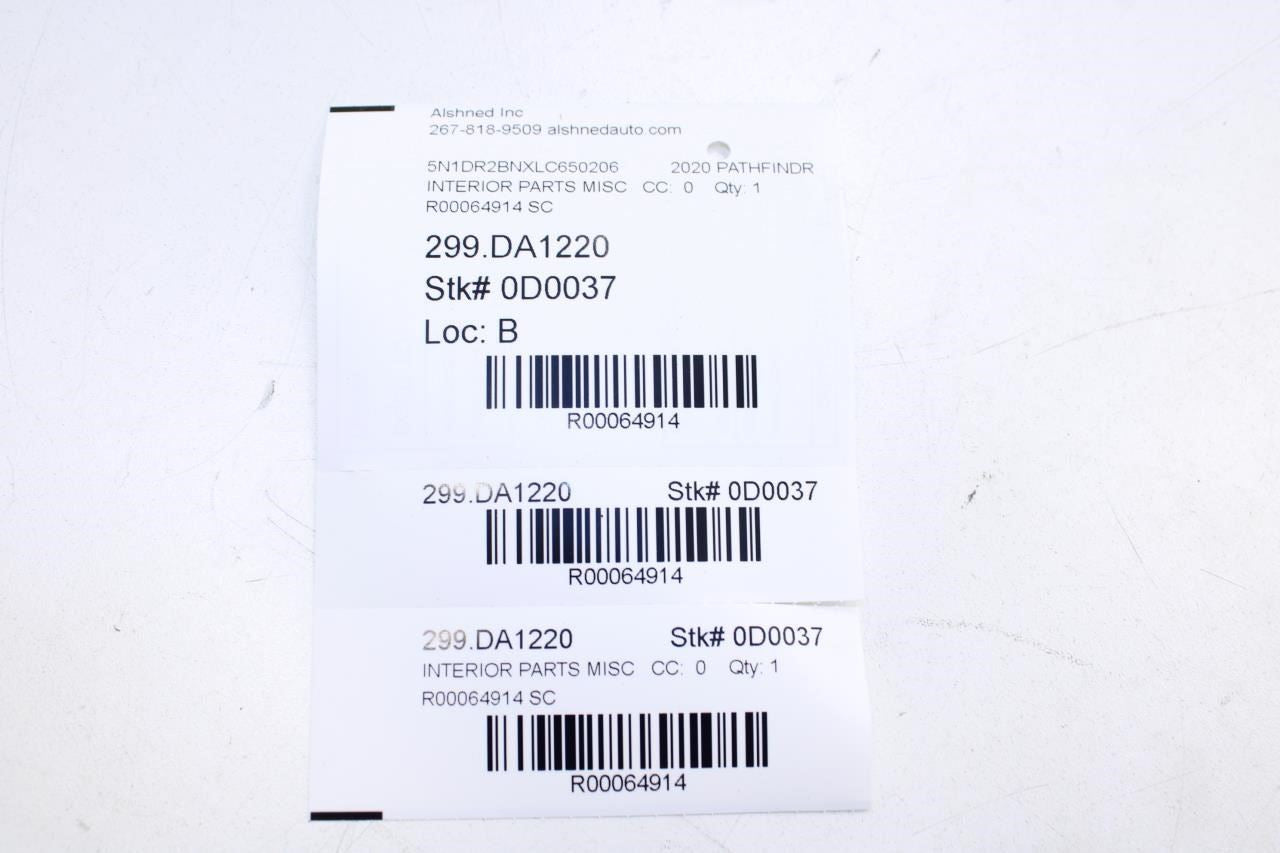 Alshned Inc
267-818-9509 alshnedauto.com
5N1DR2BNXLC650206 2020 PATHFINDR
INTERIOR PARTS MISC CC: 0 Qty: 1
R00064914 SC
299.DA1220
Stk# 0D0037
Loc: B
R00064914
299.DA1220 Stk# 0D0037
R00064914
299.DA1220 Stk# 0D0037
INTERIOR PARTS MISC CC: 0 Qty: 1
R00064914 SC
R00064914